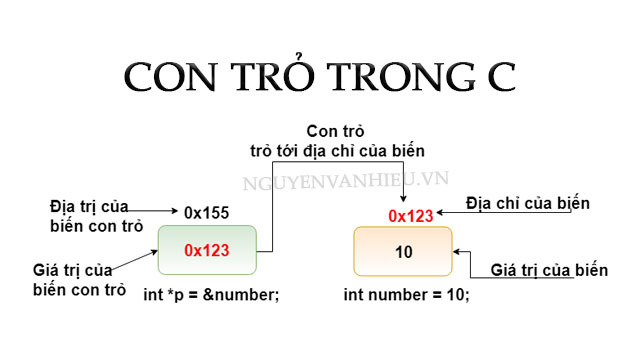 CON TRỎ TRONG C
Con trỏ
trỏ tới địa chỉ của biến
NGUYENVANHIEU.VN
Địa trị của
biến con trỏ
0x155
0x123
Địa chỉ của biến
0x123
10
Giá trị của
biến con trỏ
Giá trị của biến
int *p = &number;
int number = 10;